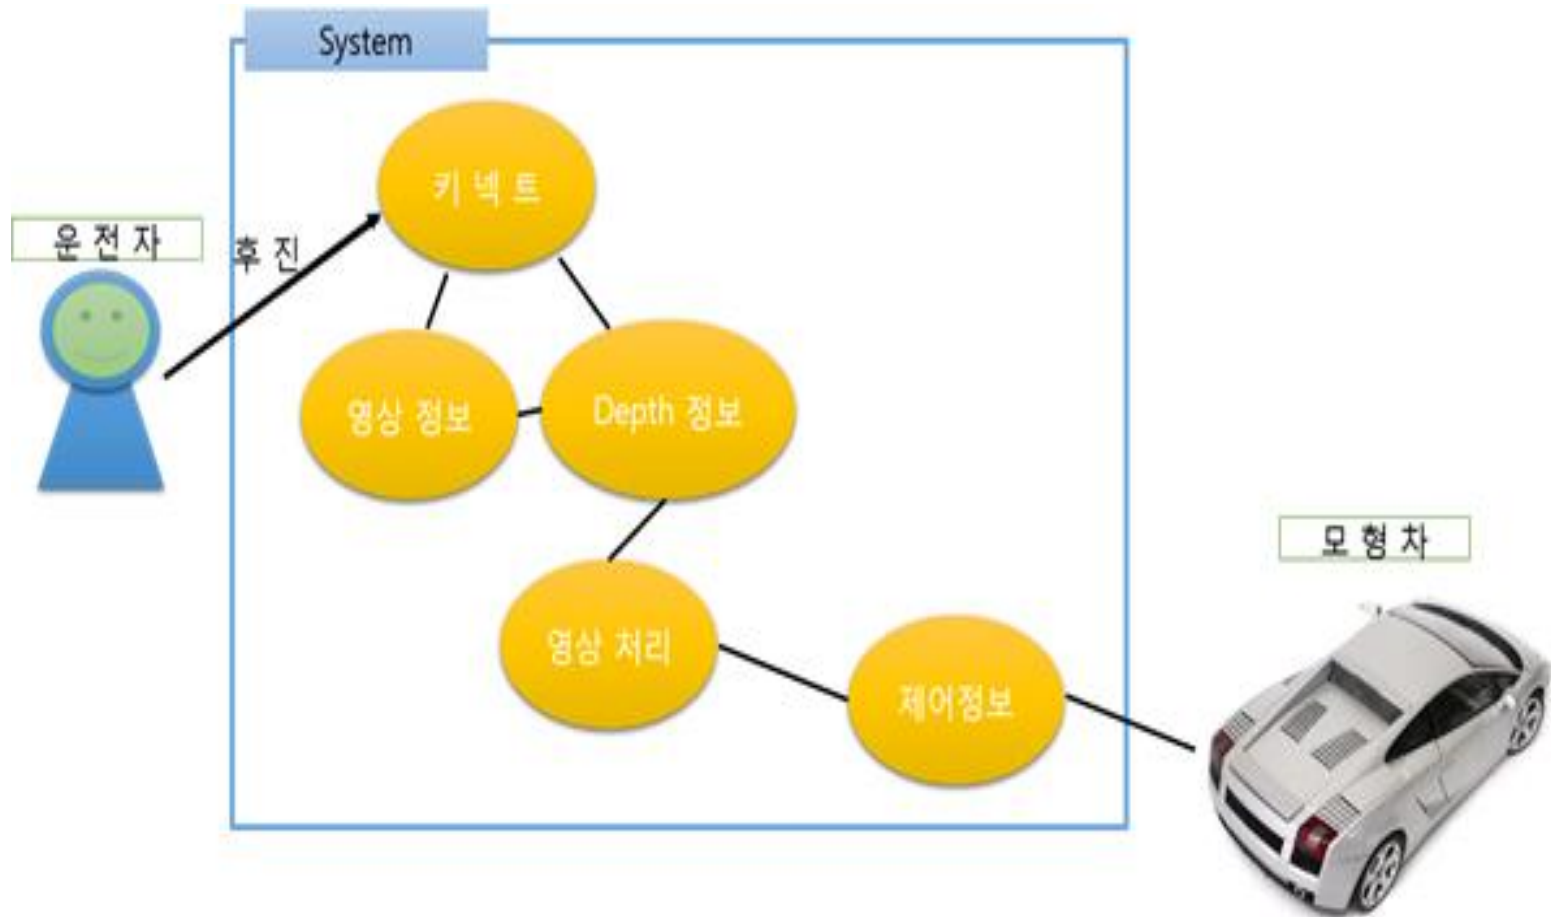 System
키 넥 트
운 전 자
후 진
영상 정보
Depth 정보
모 형 차
영상 처리
제어정보